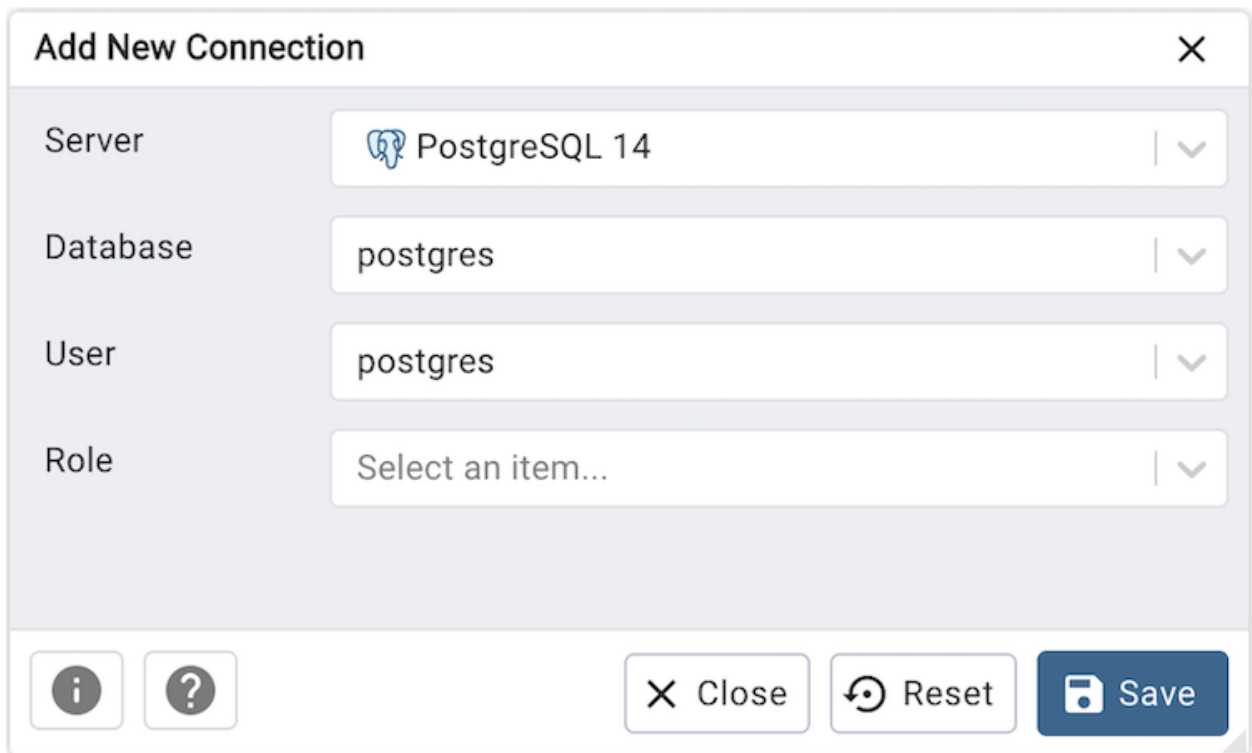 Add New Connection
Server
PostgreSQL 14
Database
postgres
User
postgres
Role
Select an item...
Close
Reset
Save